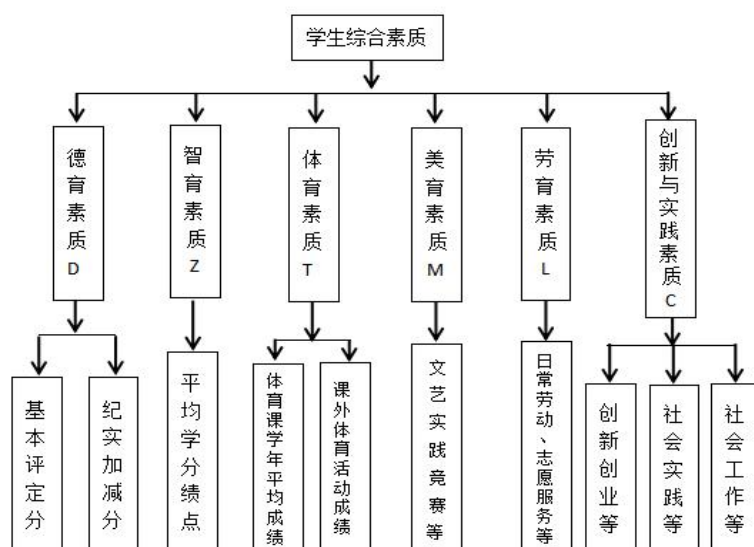 学生综合素质
德育素质D
智育素质Z
体育素质T
美育素质M
劳育素质L
创新与实践素质C
基本评定分
纪实加减分
平均学分绩点
体育课学年平均成绩
课外体育活动成绩
文艺实践竞赛等
日常劳动、志愿服务等
创新创业等
社会实践等
社会工作等